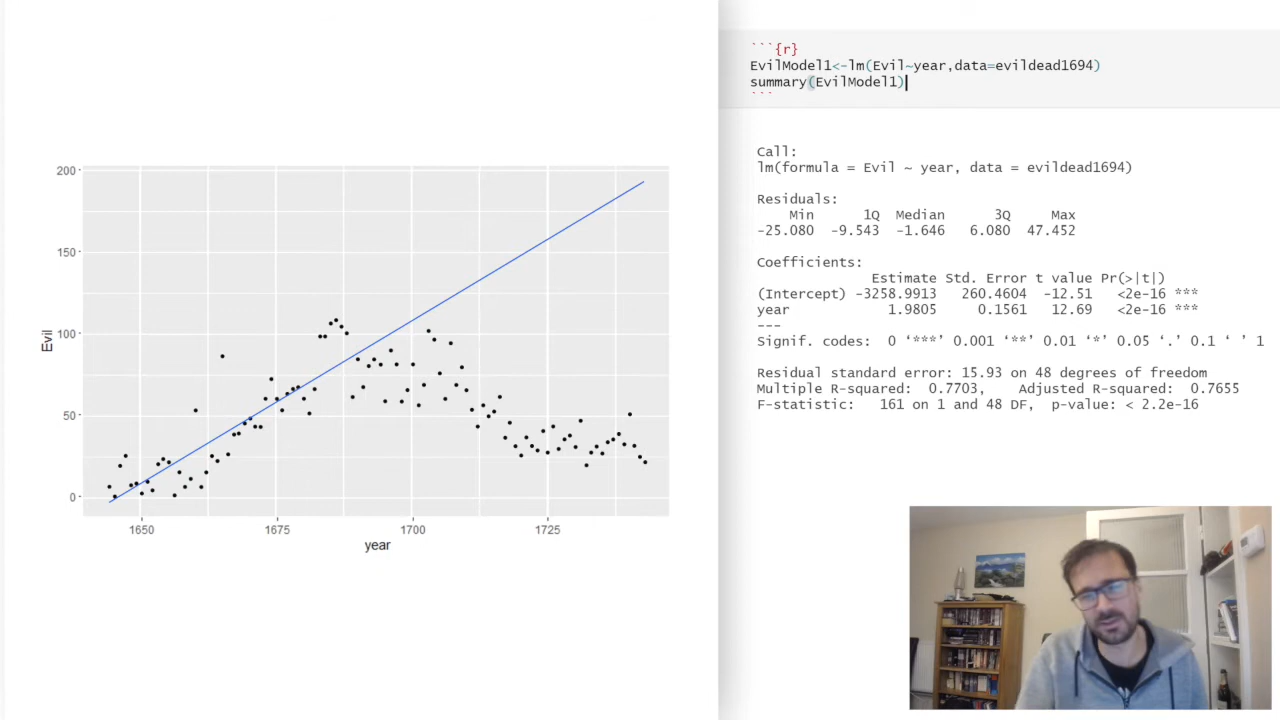 200
150
100
50
0
Evil
1650 1675 1700 1725
year
```{r}
EvilModel1<-lm(Evil~year,data=evildead1694)
summary(EvilModel1)
```
Call:
lm(formula = Evil ~ year, data = evildead1694)
Residuals:
Min 1Q Median 3Q Max
-25.080 -9.543 -1.646 6.080 47.452
Coefficients:
Estimate Std. Error t value Pr(>|t|)
(Intercept) -3258.9913 260.4604 -12.51 <2e-16 ***
year 1.9805 0.1561 12.69 <2e-16 ***
---
Signif. codes: 0 ‘***’ 0.001 ‘**’ 0.01 ‘*’ 0.05 ‘.’ 0.1 ‘ ’ 1
Residual standard error: 15.93 on 48 degrees of freedom
Multiple R-squared: 0.7703, Adjusted R-squared: 0.7655
F-statistic: 161 on 1 and 48 DF, p-value: < 2.2e-16